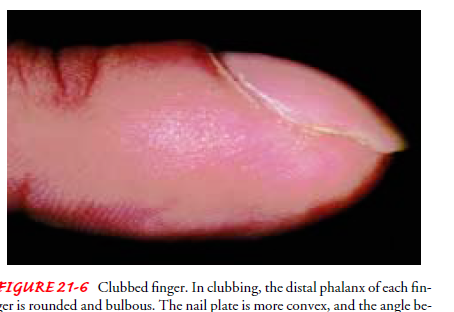 FIGURE 21-6 Clubbed finger. In clubbing, the distal phalanx of each fin-
ger is rounded and bulbous. The nail plate is more convex, and the angle be-